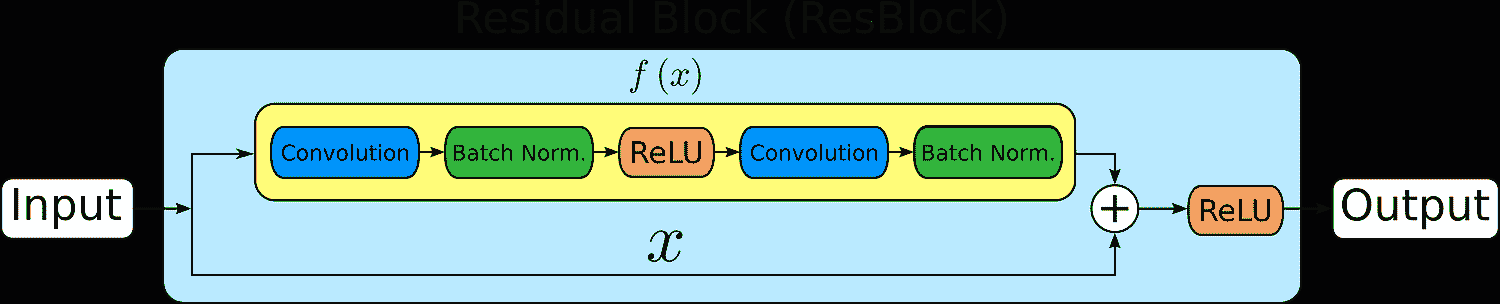 Residual Block (ResBlock)
f (x)
Convolution
Batch Norm.
ReLU
Convolution
Batch Norm.
Input
+
ReLU
Output
x